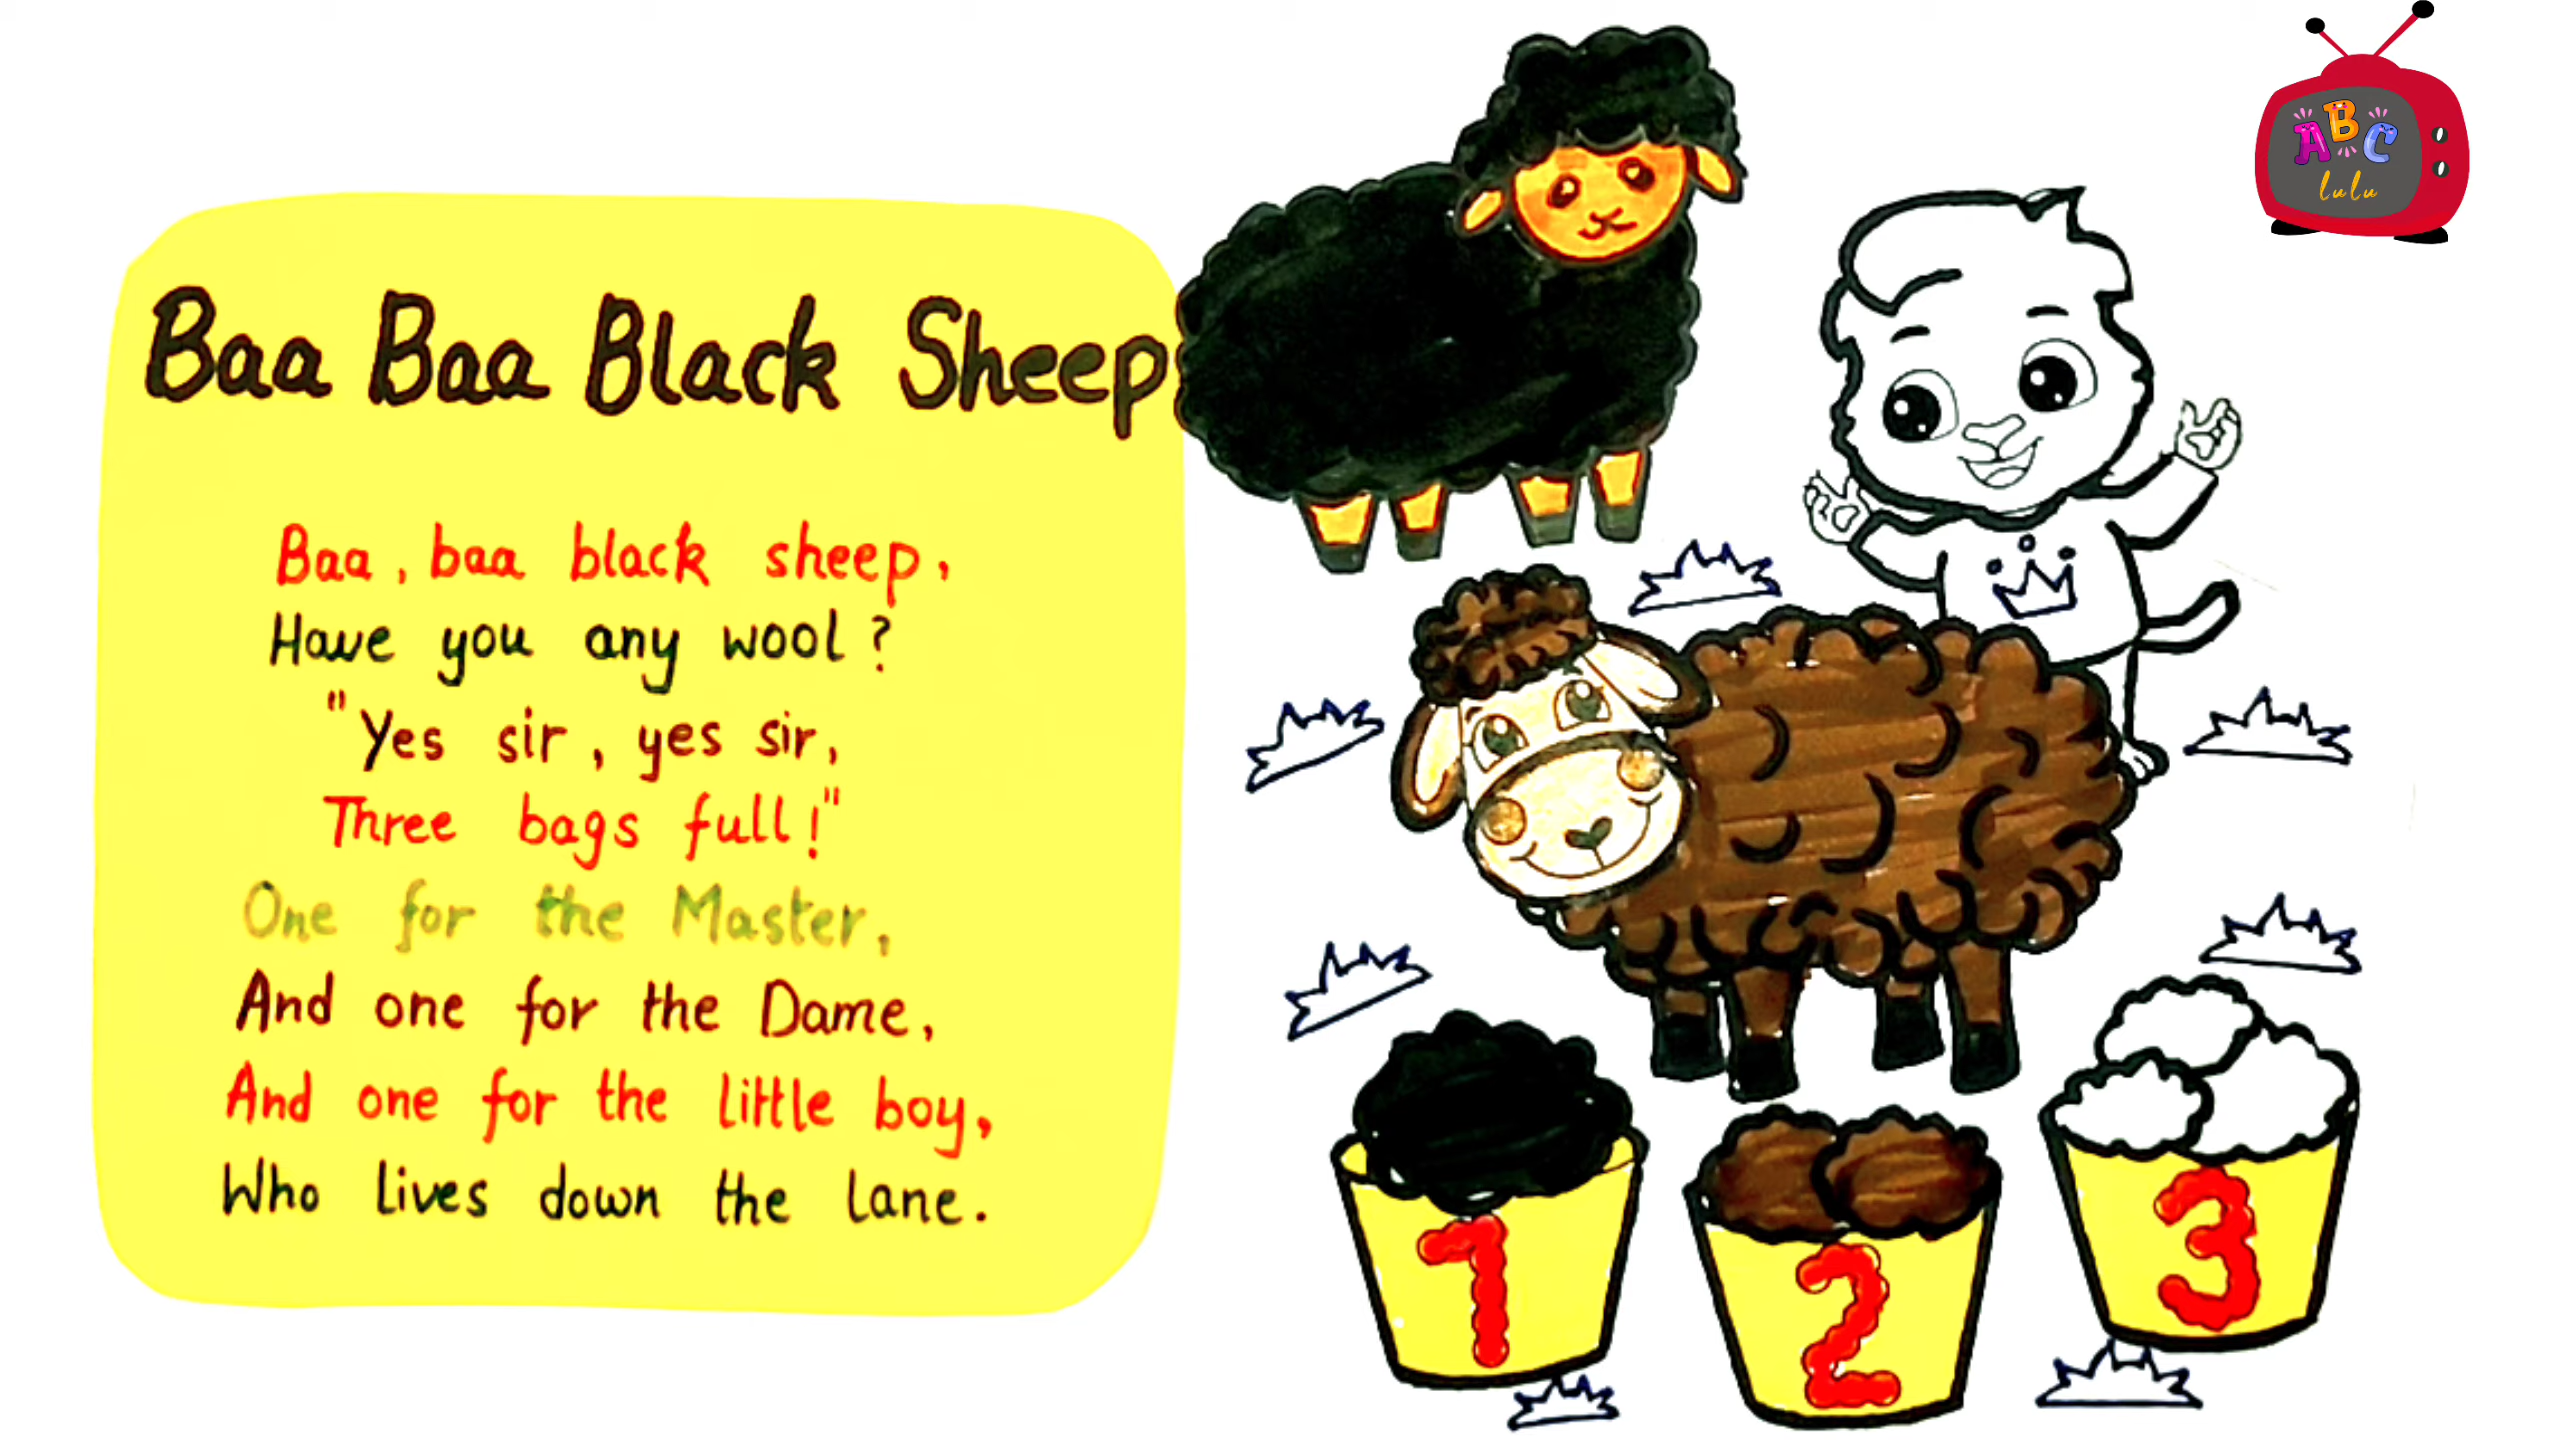 Baa Baa Black Sheep
Baa, baa black sheep,
Have you any wool?
"Yes sir, yes sir,
Three bags full!"
One for the Master,
And one for the Dame,
And one for the little boy,
Who lives down the lane.
ABC
lulu
1
2
3